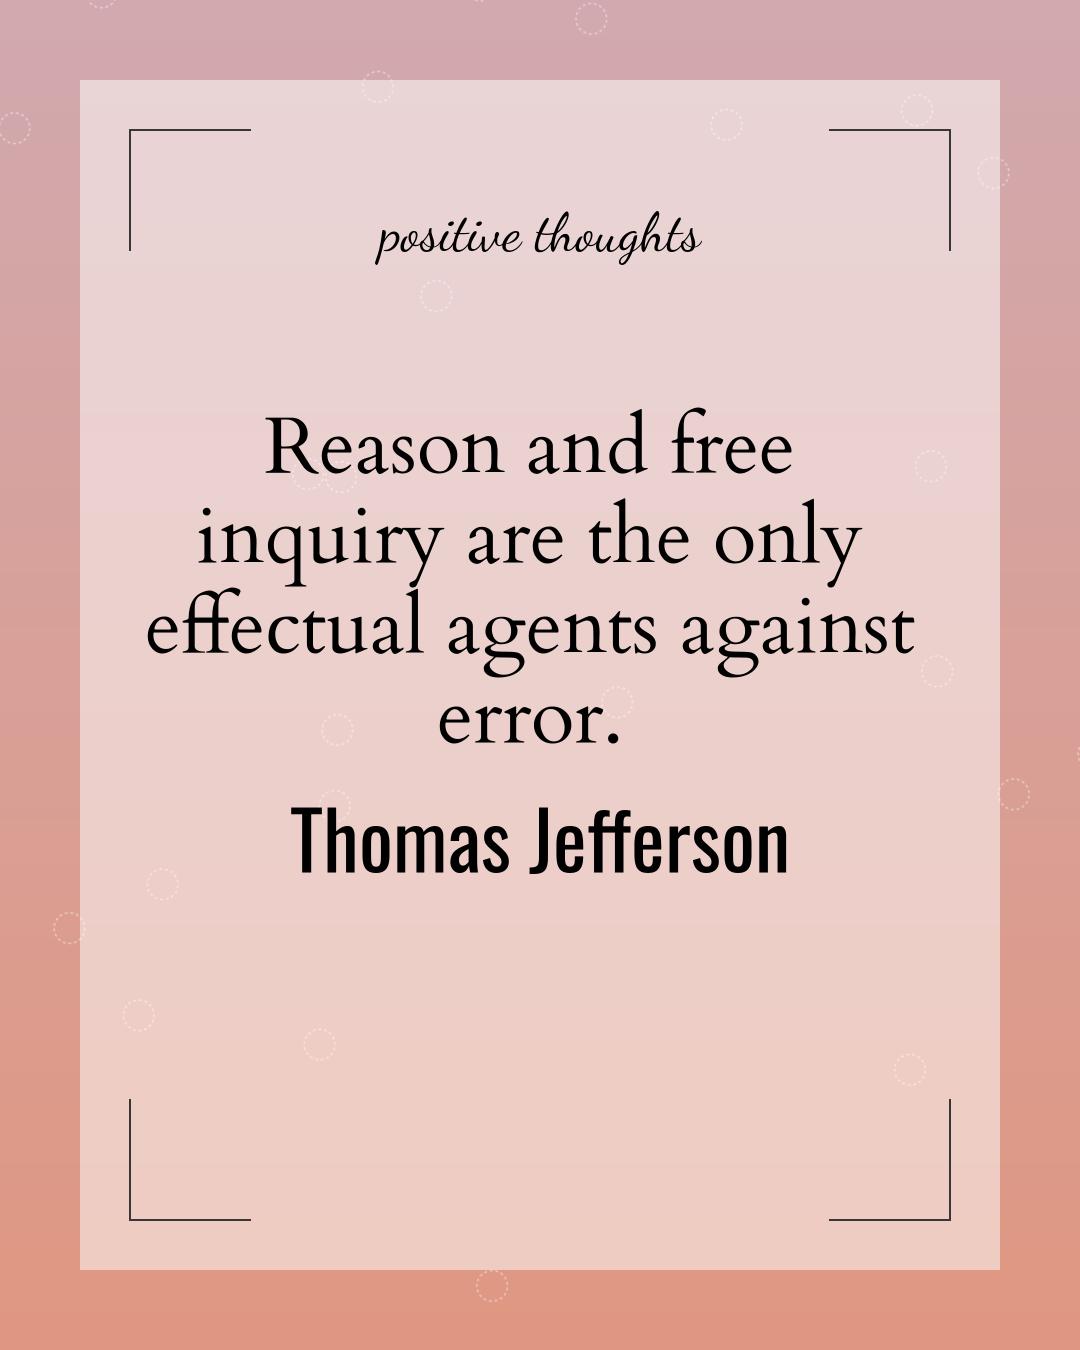 positive thoughts
Reason and free
inquiry are the only
effectual agents against
error.
Thomas Jefferson